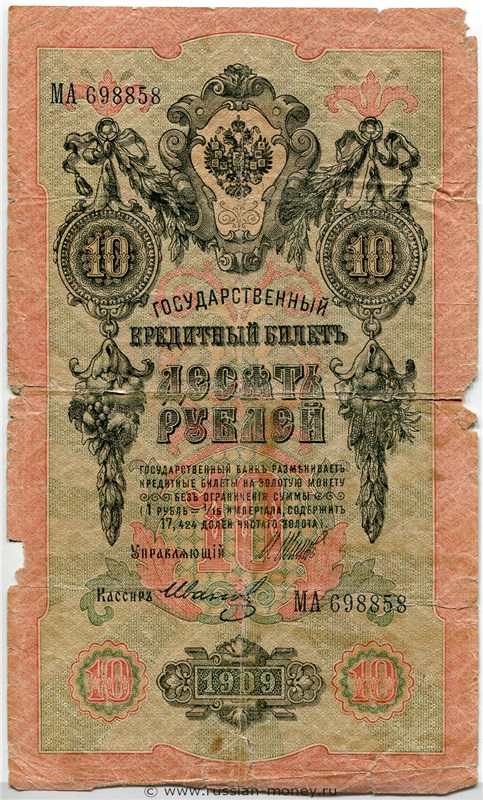 МА 698858
10 10
ГОСУДАРСТВЕННЫЙ
КРЕДИТНЫЙ БИЛЕТЪ
ДЕСЯТЬ
РУБЛЕЙ
ГОСУДАРСТВЕННЫЙ БАНКЪ РАЗМѢНИВАЕТЪ
КРЕДИТНЫЕ БИЛЕТЫ НА ЗОЛОТУЮ МОНЕТУ
БЕЗЪ ОГРАНИЧЕНІЯ СУММЫ
(1 РУБЛЬ = 1/15 ИМПЕРІАЛА, СОДЕРЖИТЪ
17,424 ДОЛЕЙ ЧИСТАГО ЗОЛОТА).
10
УПРАВЛЯЮЩІЙ
КАССИРЪ Иванов
МА 698858
10 1909 10
© www.russian-money.ru